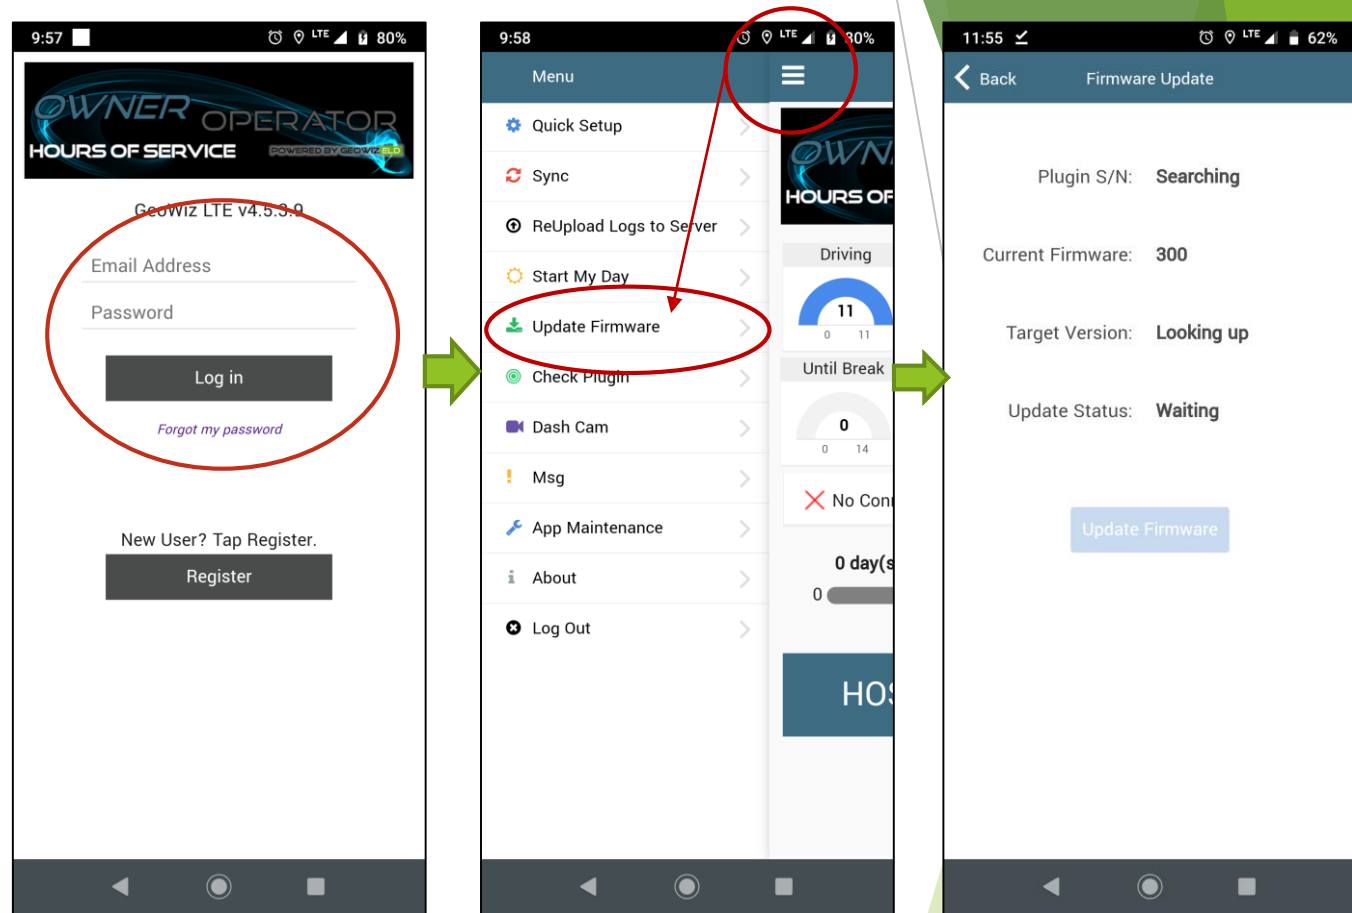 9:57
LTE
80%
OWNER OPERATOR
HOURS OF SERVICE
POWERED BY GEOWIZ ELD
GeoWiz LTE v4.5.3.9
Email Address
Password
Log in
Forgot my password
New User? Tap Register.
Register
9:58
LTE
80%
Menu
Quick Setup
Sync
ReUpload Logs to Server
Start My Day
Update Firmware
Check Plugin
Dash Cam
Msg
App Maintenance
About
Log Out
OWN
HOURS OF
Driving
11
0 11
Until Break
0
0 14
No Con
0 day(s
0
HOS
11:55
LTE
62%
Back
Firmware Update
Plugin S/N: Searching
Current Firmware: 300
Target Version: Looking up
Update Status: Waiting
Update Firmware